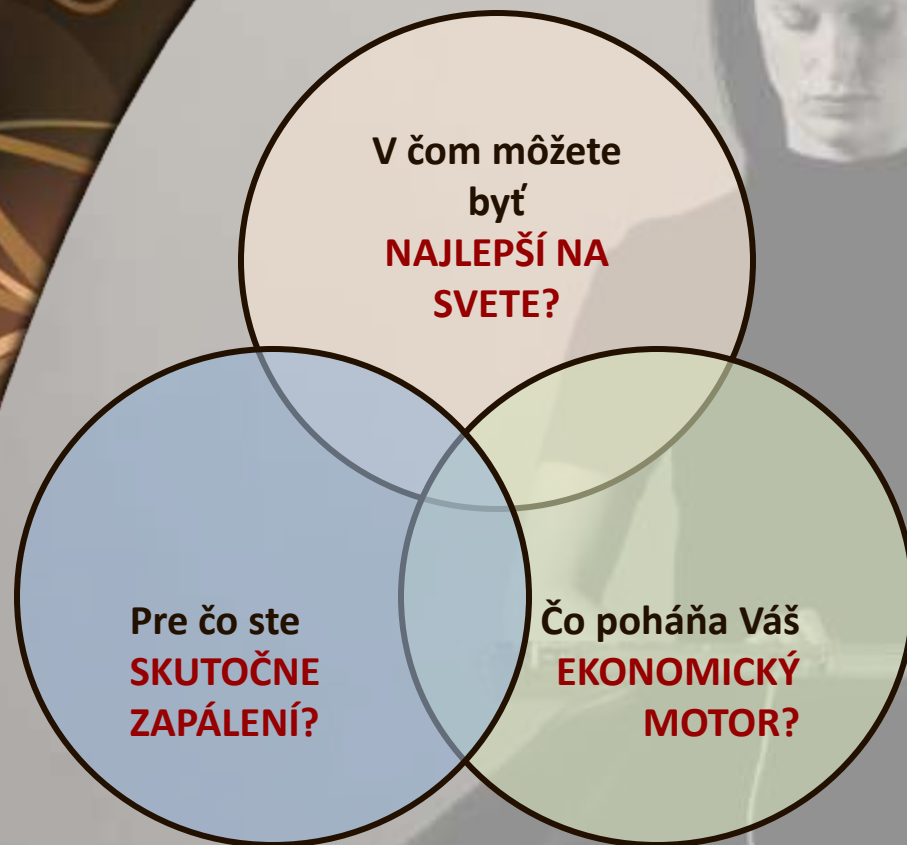 V čom môžete
byť
NAJLEPŠÍ NA
SVETE?
Pre čo ste
SKUTOČNE
ZAPÁLENÍ?
Čo poháňa Váš
EKONOMICKÝ
MOTOR?